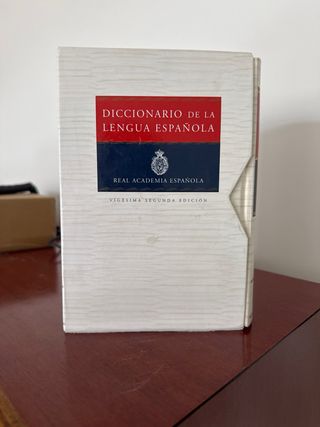 DICCIONARIO DE LA
LENGUA ESPAÑOLA
REAL ACADEMIA ESPAÑOLA
VIGÉSIMA SEGUNDA EDICIÓN